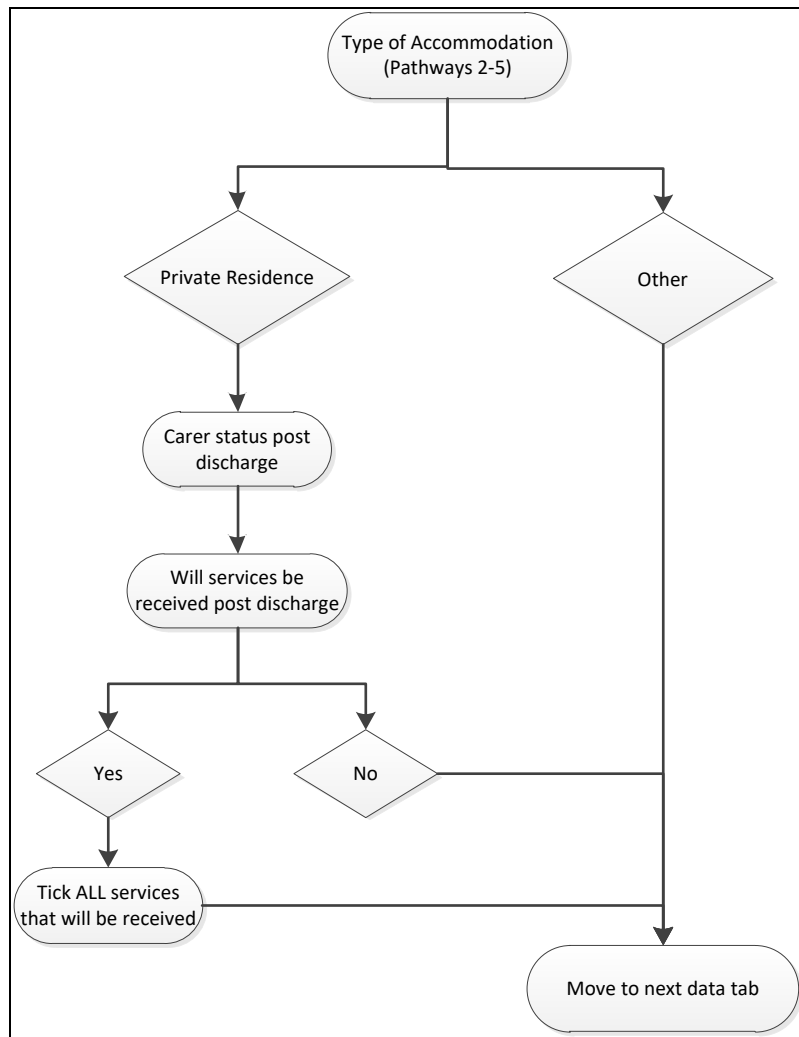 Type of Accommodation
(Pathways 2-5)
Private Residence
Other
Carer status post
discharge
Will services be
received post discharge
Yes
No
Tick ALL services
that will be received
Move to next data tab